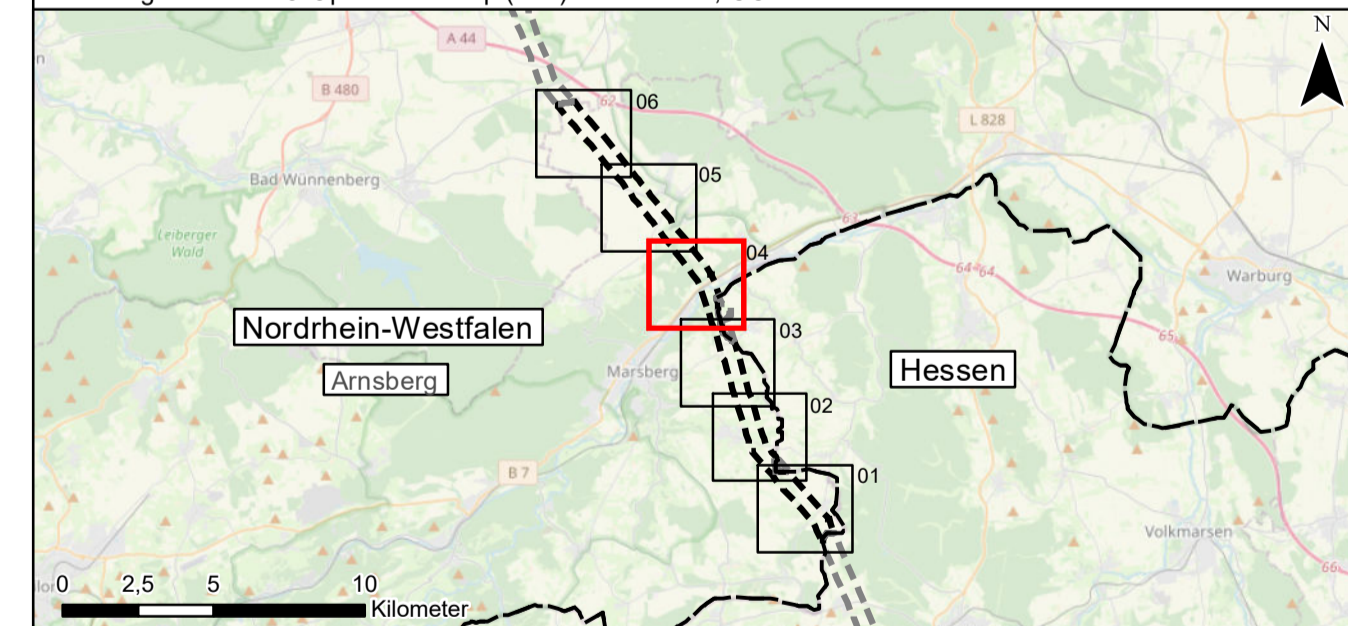 N
A 44
B 480
62
06
L 828
Bad Wünnenberg
05
63
Leiberger
Wald
04
64
64
Warburg
Nordrhein-Westfalen
03
65
Marsberg
Hessen
Arnsberg
02
B 7
01
Volkmarsen
66
0
2,5
5
10
Kilometer